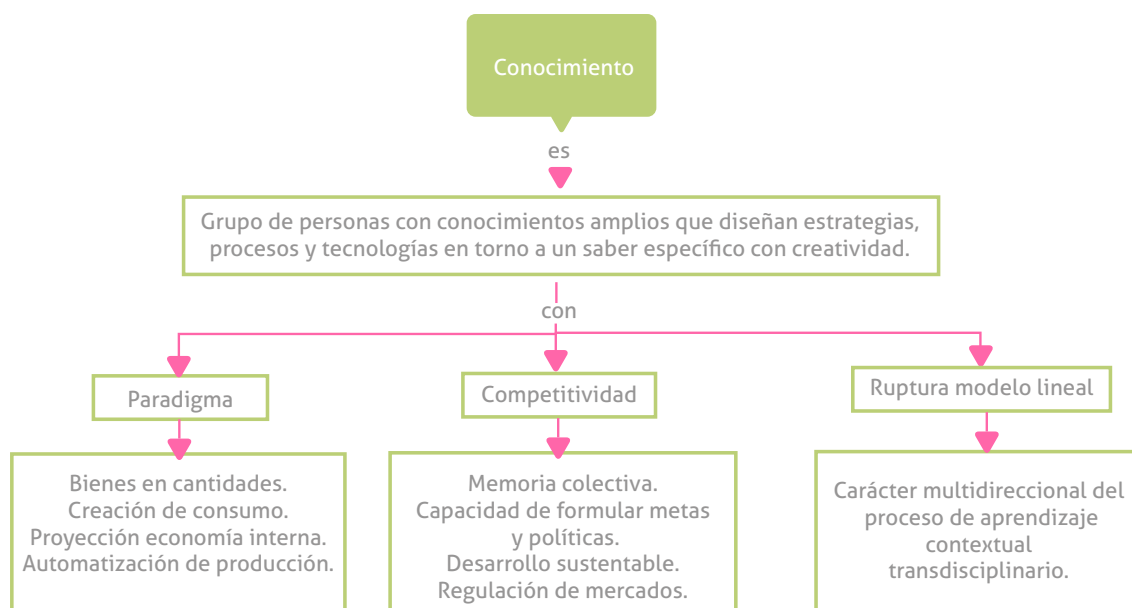 Conocimiento
es
Grupo de personas con conocimientos amplios que diseñan estrategias,
procesos y tecnologías en torno a un saber específico con creatividad.
con
Paradigma
Competitividad
Ruptura modelo lineal
Bienes en cantidades.
Creación de consumo.
Proyección economía interna.
Automatización de producción.
Memoria colectiva.
Capacidad de formular metas
y políticas.
Desarrollo sustentable.
Regulación de mercados.
Carácter multidireccional del
proceso de aprendizaje
contextual
transdisciplinario.